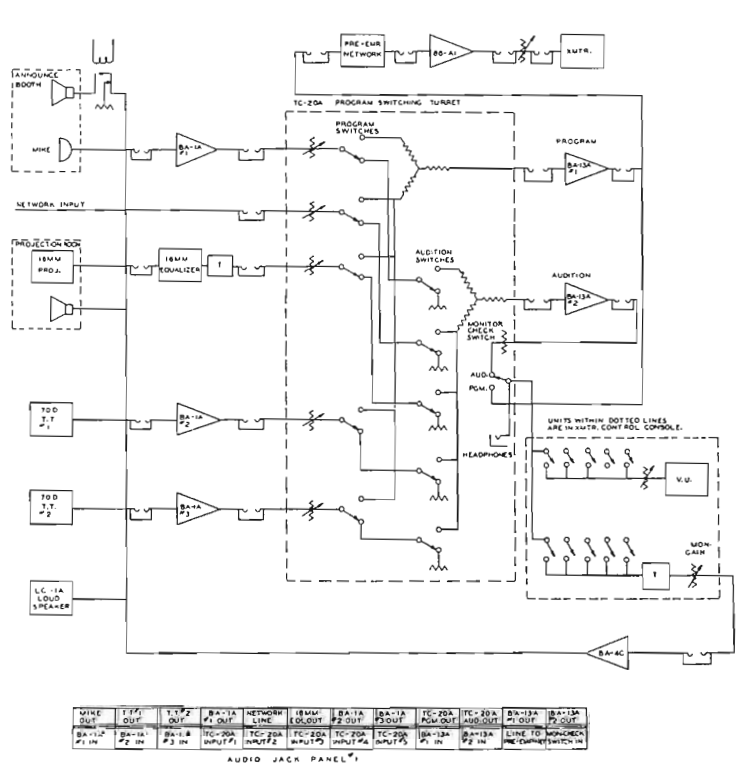 PRE-EMP.
NETWORK
BG-A1
XMTR.
ANNOUNCE
BOOTH
TC-20A PROGRAM SWITCHING TURRET
PROGRAM
SWITCHES
MIKE
BA-1A
#1
PROGRAM
BA-13A
#1
NETWORK INPUT
PROJECTION ROOM
16MM
PROJ.
16MM
EQUALIZER
T
AUDITION
SWITCHES
AUDITION
BA-13A
#2
MONITOR
CHECK
SWITCH
AUD.
PGM.
70D
T.T
#1
BA-1A
#2
UNITS WITHIN DOTTED LINES
ARE IN XMTR. CONTROL CONSOLE.
HEADPHONES
V.U.
70D
T.T.
#2
BA-1A
#3
MON-
GAIN
T
LC-1A
LOUD
SPEAKER
BA-4C
MIKE OUT
T.T#1 OUT
T.T#2 OUT
BA-1A #1 OUT
NETWORK LINE
16MM EQL.OUT
BA-1A #2 OUT
BA-1A #3 OUT
TC-20A PGM.OUT
TC-20A AUD.OUT
BA-13A #1 OUT
BA-13A #2 OUT
BA-1A #1 IN
BA-1A #2 IN
BA-1A #3 IN
TC-20A INPUT#1
TC-20A INPUT#2
TC-20A INPUT#3
TC-20A INPUT#4
TC-20A INPUT#5
BA-13A #1 IN
BA-13A #2 IN
LINE TO PRE-EMP.NET
MON-CHECK SWITCH IN
AUDIO JACK PANEL#1